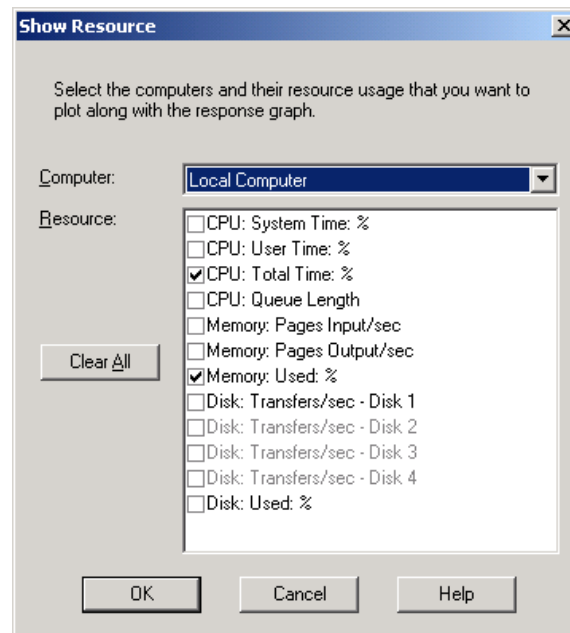 Show Resource
Select the computers and their resource usage that you want to
plot along with the response graph.
Computer:
Local Computer
Resource:
CPU: System Time: %
CPU: User Time: %
CPU: Total Time: %
CPU: Queue Length
Memory: Pages Input/sec
Memory: Pages Output/sec
Memory: Used: %
Disk: Transfers/sec - Disk 1
Disk: Transfers/sec - Disk 2
Disk: Transfers/sec - Disk 3
Disk: Transfers/sec - Disk 4
Disk: Used: %
Clear All
OK
Cancel
Help